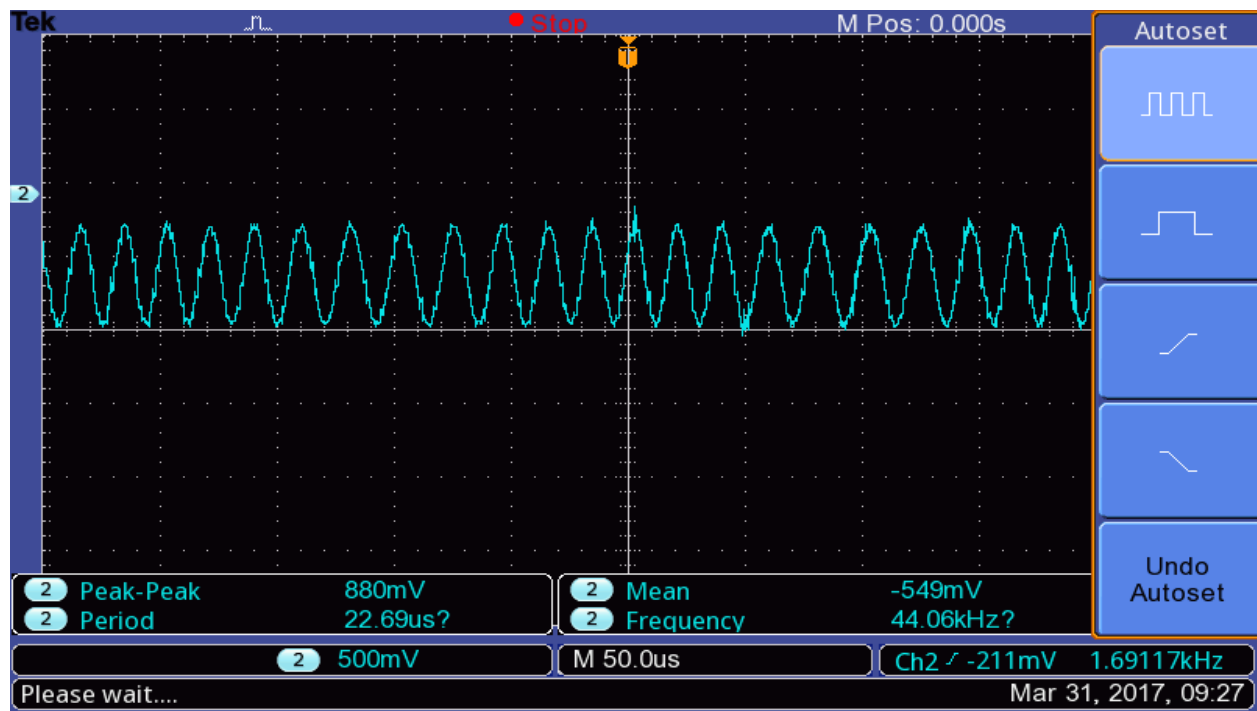 Tek Stop M Pos: 0.000s
Autoset
T
2
Undo
Autoset
2 Peak-Peak 880mV 2 Mean -549mV
2 Period 22.69us? 2 Frequency 44.06kHz?
2 500mV M 50.0us Ch2 -211mV 1.69117kHz
Please wait.... Mar 31, 2017, 09:27